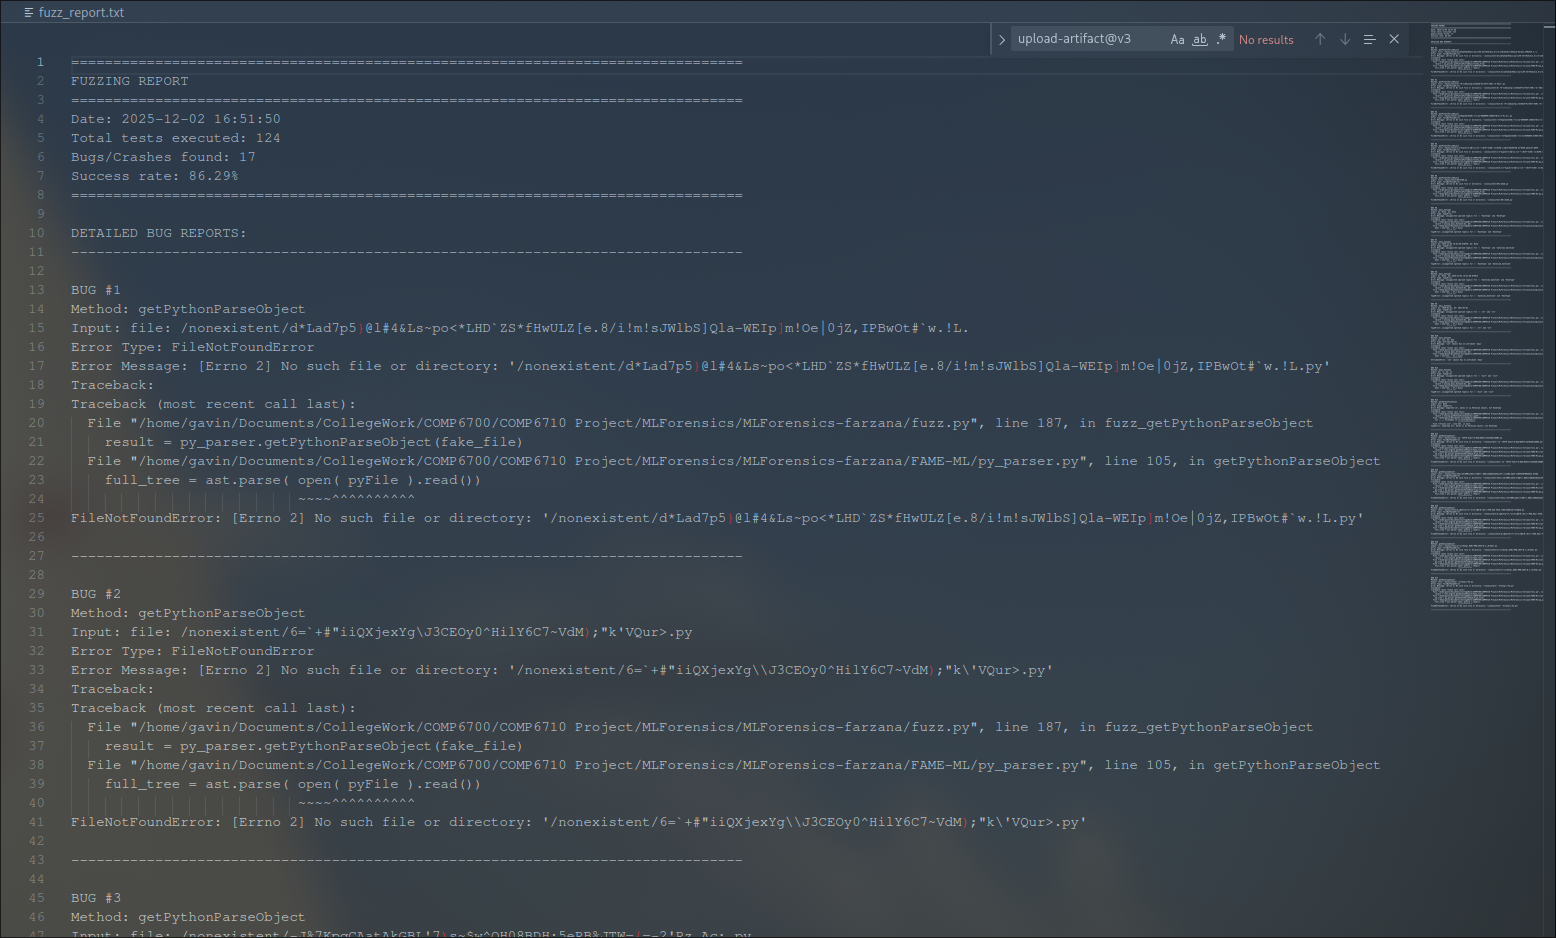 fuzz_report.txt
upload-artifact@v3 Aa ab .* No results
1 ================================================================================
2 FUZZING REPORT
3 ================================================================================
4 Date: 2025-12-02 16:51:50
5 Total tests executed: 124
6 Bugs/Crashes found: 17
7 Success rate: 86.29%
8 ================================================================================
9
10 DETAILED BUG REPORTS:
11 --------------------------------------------------------------------------------
12
13 BUG #1
14 Method: getPythonParseObject
15 Input: file: /nonexistent/d*Lad7p5}@l#4&Ls~po<*LHD`ZS*fHwULZ[e.8/i!m!sJWlbS]Qla-WEIp]m!Oe|0jZ,IPBwOt#`w.!L.
16 Error Type: FileNotFoundError
17 Error Message: [Errno 2] No such file or directory: '/nonexistent/d*Lad7p5}@l#4&Ls~po<*LHD`ZS*fHwULZ[e.8/i!m!sJWlbS]Qla-WEIp]m!Oe|0jZ,IPBwOt#`w.!L.py'
18 Traceback:
19 Traceback (most recent call last):
20 File "/home/gavin/Documents/CollegeWork/COMP6700/COMP6710 Project/MLForensics/MLForensics-farzana/fuzz.py", line 187, in fuzz_getPythonParseObject
21 result = py_parser.getPythonParseObject(fake_file)
22 File "/home/gavin/Documents/CollegeWork/COMP6700/COMP6710 Project/MLForensics/MLForensics-farzana/FAME-ML/py_parser.py", line 105, in getPythonParseObject
23 full_tree = ast.parse( open( pyFile ).read())
24 ~~~~^^^^^^^^^^
25 FileNotFoundError: [Errno 2] No such file or directory: '/nonexistent/d*Lad7p5}@l#4&Ls~po<*LHD`ZS*fHwULZ[e.8/i!m!sJWlbS]Qla-WEIp]m!Oe|0jZ,IPBwOt#`w.!L.py'
26
27 --------------------------------------------------------------------------------
28
29 BUG #2
30 Method: getPythonParseObject
31 Input: file: /nonexistent/6=`+#"iiQXjexYg\J3CEOy0^HilY6C7~VdM);"k'VQur>.py
32 Error Type: FileNotFoundError
33 Error Message: [Errno 2] No such file or directory: '/nonexistent/6=`+#"iiQXjexYg\\J3CEOy0^HilY6C7~VdM);"k\'VQur>.py'
34 Traceback:
35 Traceback (most recent call last):
36 File "/home/gavin/Documents/CollegeWork/COMP6700/COMP6710 Project/MLForensics/MLForensics-farzana/fuzz.py", line 187, in fuzz_getPythonParseObject
37 result = py_parser.getPythonParseObject(fake_file)
38 File "/home/gavin/Documents/CollegeWork/COMP6700/COMP6710 Project/MLForensics/MLForensics-farzana/FAME-ML/py_parser.py", line 105, in getPythonParseObject
39 full_tree = ast.parse( open( pyFile ).read())
40 ~~~~^^^^^^^^^^
41 FileNotFoundError: [Errno 2] No such file or directory: '/nonexistent/6=`+#"iiQXjexYg\\J3CEOy0^HilY6C7~VdM);"k\'VQur>.py'
42
43 --------------------------------------------------------------------------------
44
45 BUG #3
46 Method: getPythonParseObject
47 Input: file: